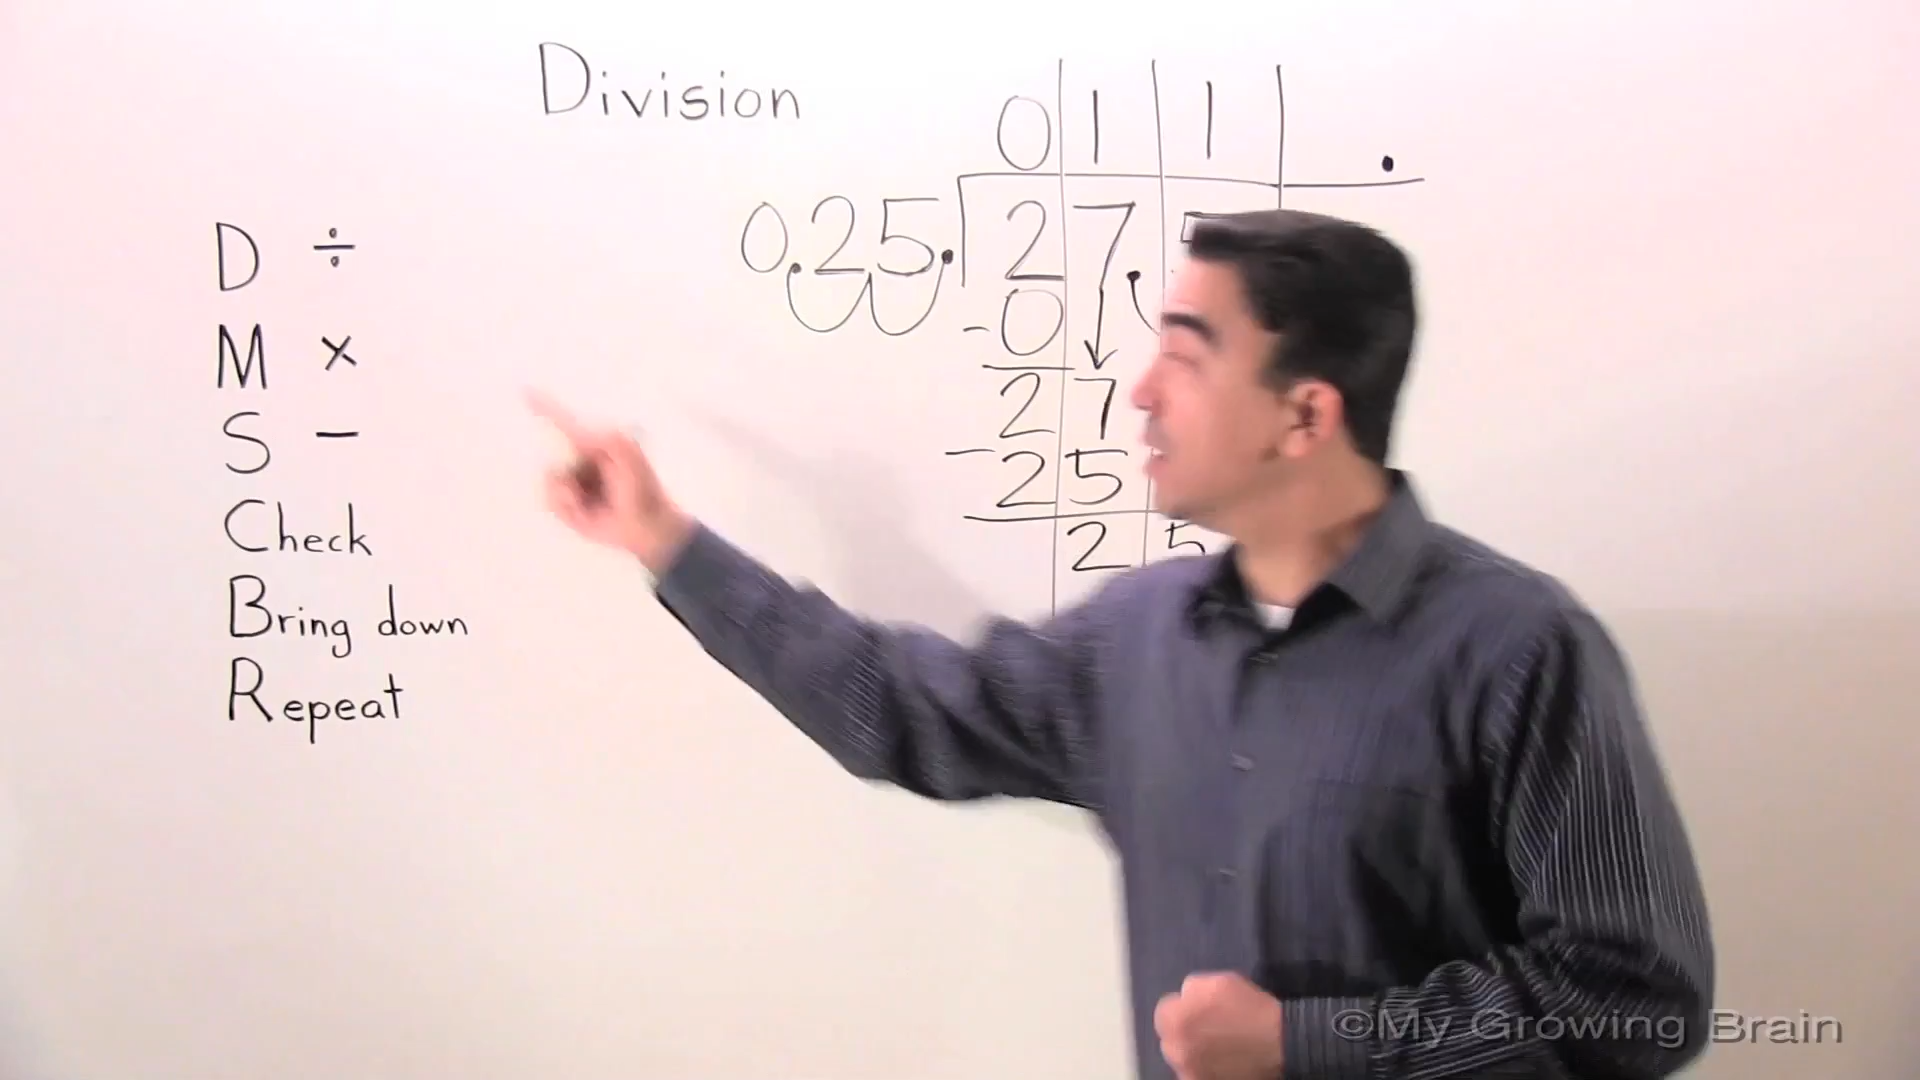 Division
0 1 1 .
0.25. 2 7.
- 0
2 7
- 2 5
2 5
D ÷
M ×
S −
Check
Bring down
Repeat
©My Growing Brain